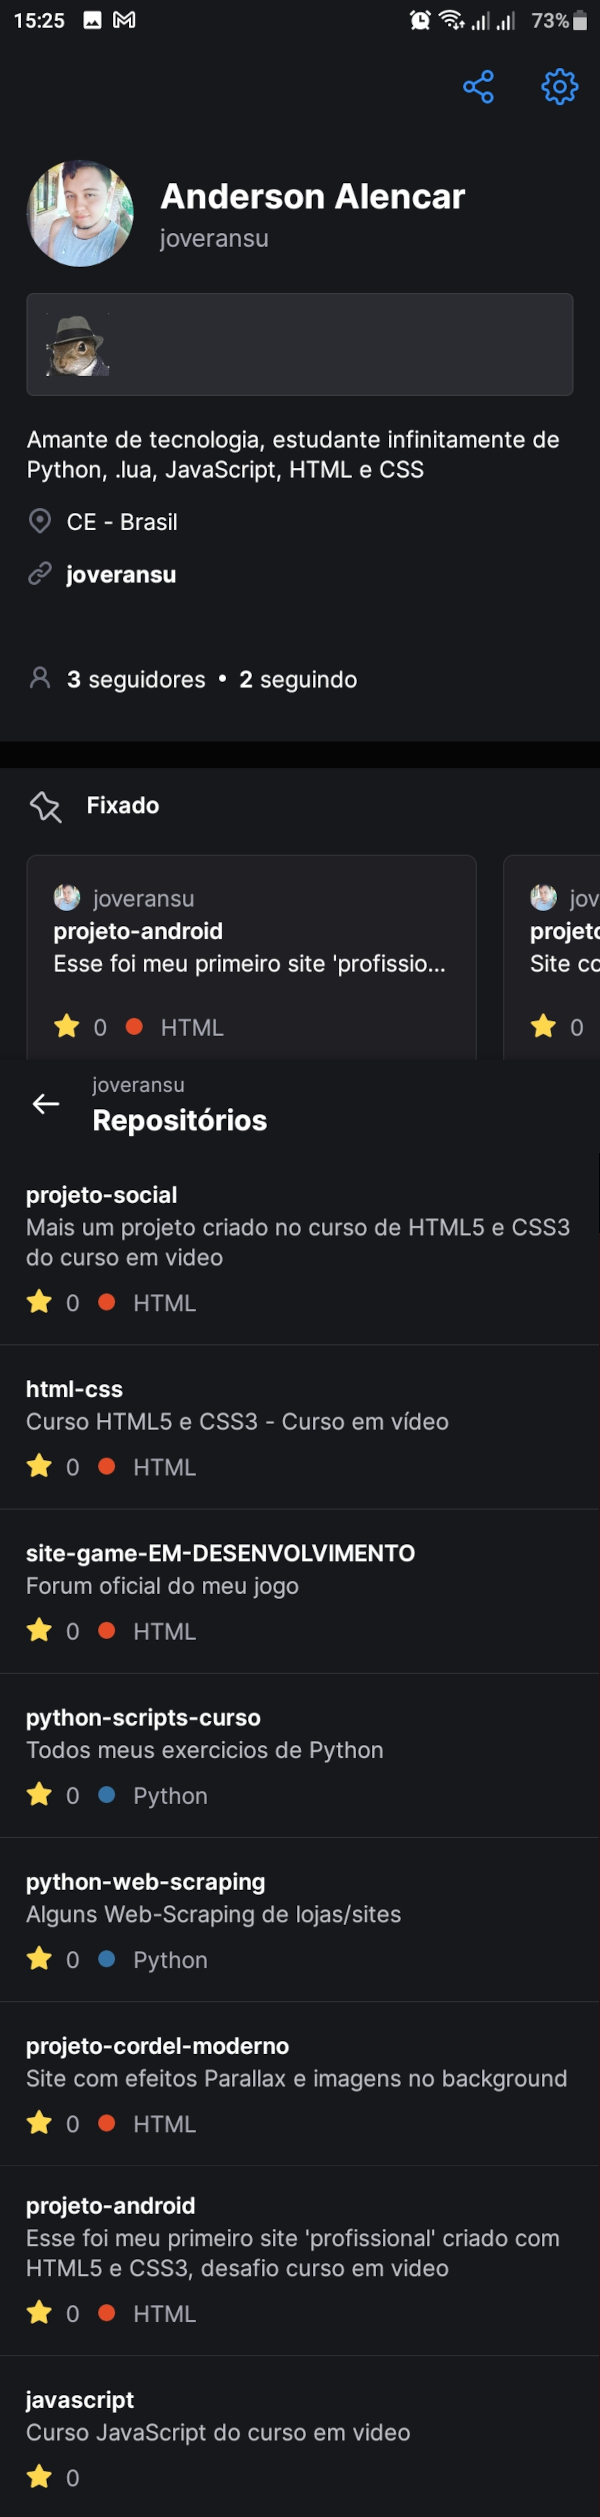 15:25
73%
Anderson Alencar
joveransu
Amante de tecnologia, estudante infinitamente de
Python, .lua, JavaScript, HTML e CSS
CE - Brasil
joveransu
3 seguidores • 2 seguindo
Fixado
joveransu
projeto-android
Esse foi meu primeiro site 'profissio...
0 HTML
jov
projeto
Site co
0
joveransu
Repositórios
projeto-social
Mais um projeto criado no curso de HTML5 e CSS3
do curso em video
0 HTML
html-css
Curso HTML5 e CSS3 - Curso em vídeo
0 HTML
site-game-EM-DESENVOLVIMENTO
Forum oficial do meu jogo
0 HTML
python-scripts-curso
Todos meus exercicios de Python
0 Python
python-web-scraping
Alguns Web-Scraping de lojas/sites
0 Python
projeto-cordel-moderno
Site com efeitos Parallax e imagens no background
0 HTML
projeto-android
Esse foi meu primeiro site 'profissional' criado com
HTML5 e CSS3, desafio curso em video
0 HTML
javascript
Curso JavaScript do curso em video
0